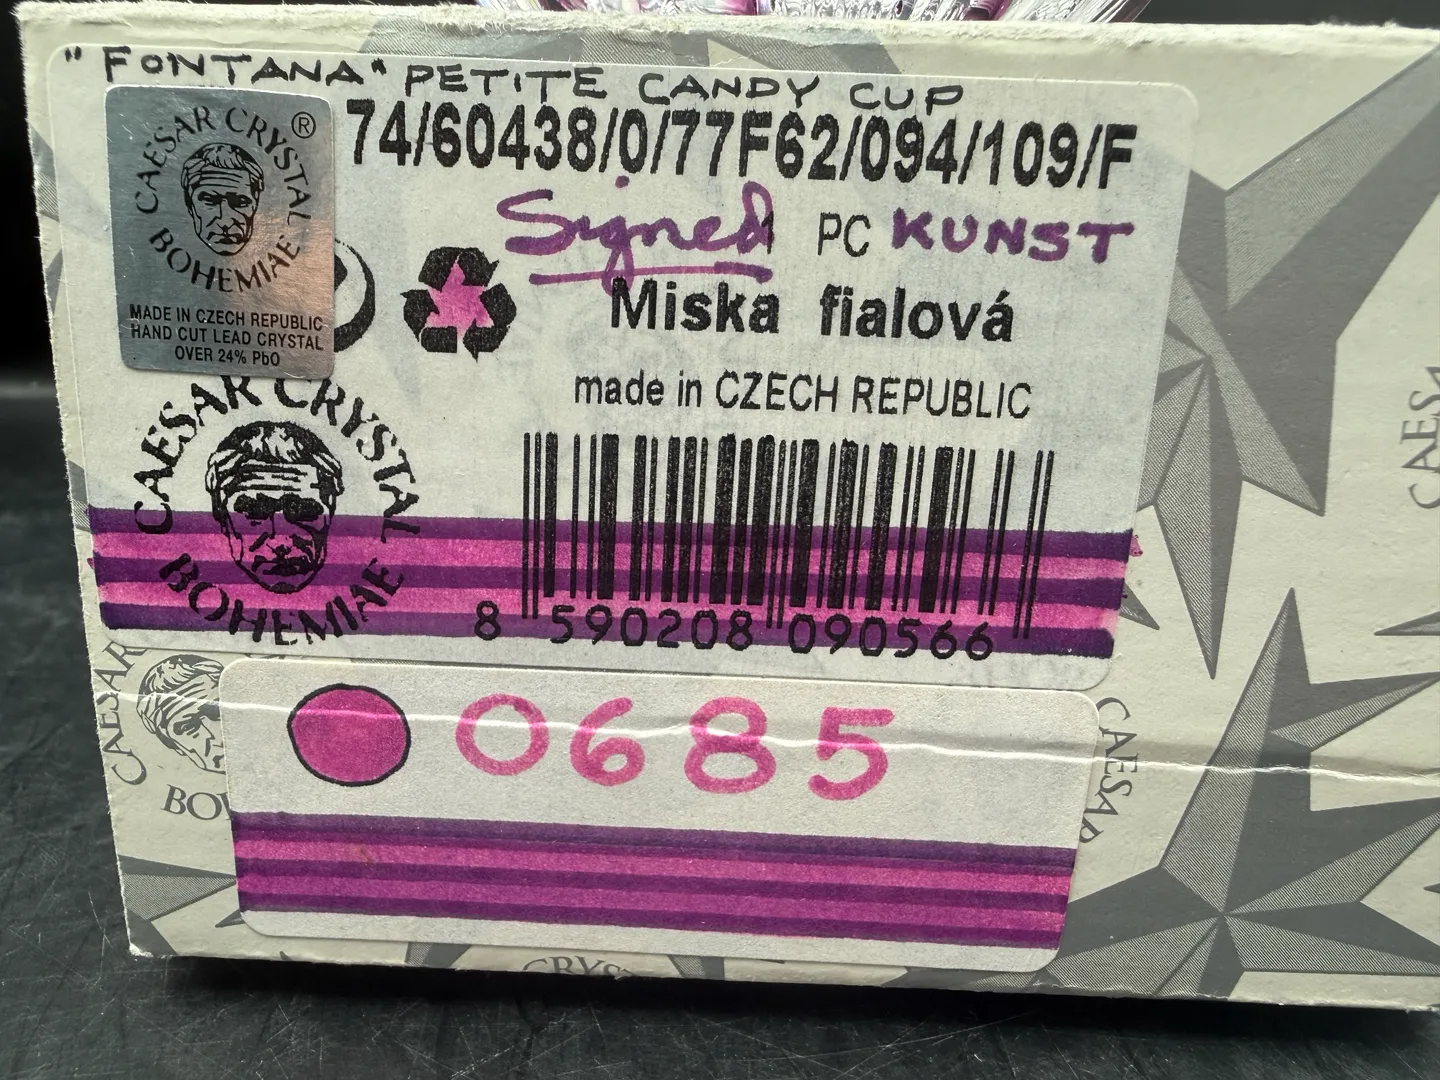 "FONTANA" PETITE CANDY CUP
CAESAR CRYSTAL BOHEMIAE ®
MADE IN CZECH REPUBLIC
HAND CUT LEAD CRYSTAL
OVER 24% PbO
74/60438/0/77F62/094/109/F
Signed PC KUNST
Miska fialová
made in CZECH REPUBLIC
CAESAR CRYSTAL BOHEMIAE
8 590208 090566
0685
CAESAR
CAESAR